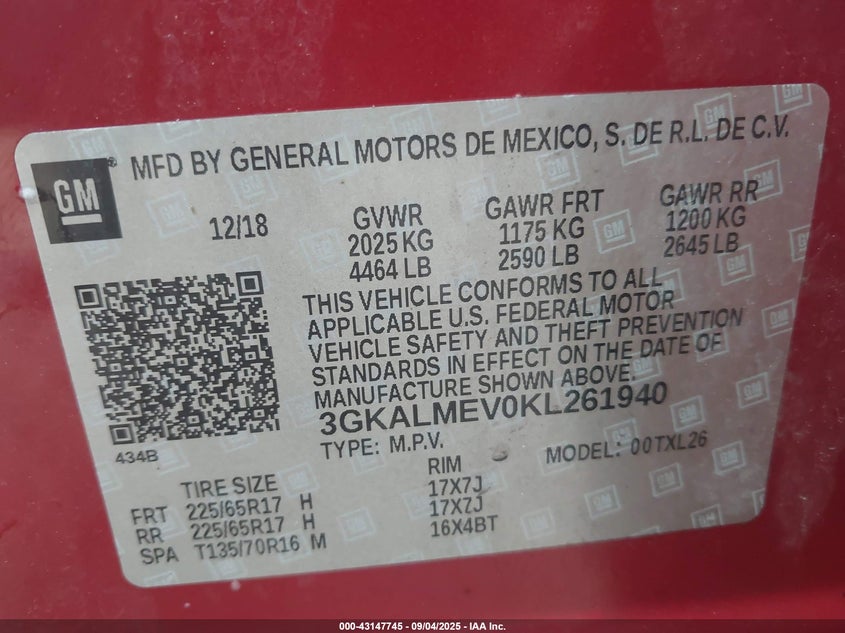 GM
MFD BY GENERAL MOTORS DE MEXICO, S. DE R.L. DE C.V.
12/18
GVWR
2025 KG
4464 LB
GAWR FRT
1175 KG
2590 LB
GAWR RR
1200 KG
2645 LB
THIS VEHICLE CONFORMS TO ALL
APPLICABLE U.S. FEDERAL MOTOR
VEHICLE SAFETY AND THEFT PREVENTION
STANDARDS IN EFFECT ON THE DATE OF
MANUFACTURE SHOWN ABOVE.
3GKALMEV0KL261940
434B
TYPE: M.P.V.
MODEL: 00TXL26
TIRE SIZE RIM
FRT 225/65R17 H 17X7J
RR 225/65R17 H 17X7J
SPA T135/70R16 M 16X4BT
000-43147745 - 09/04/2025 - IAA Inc.